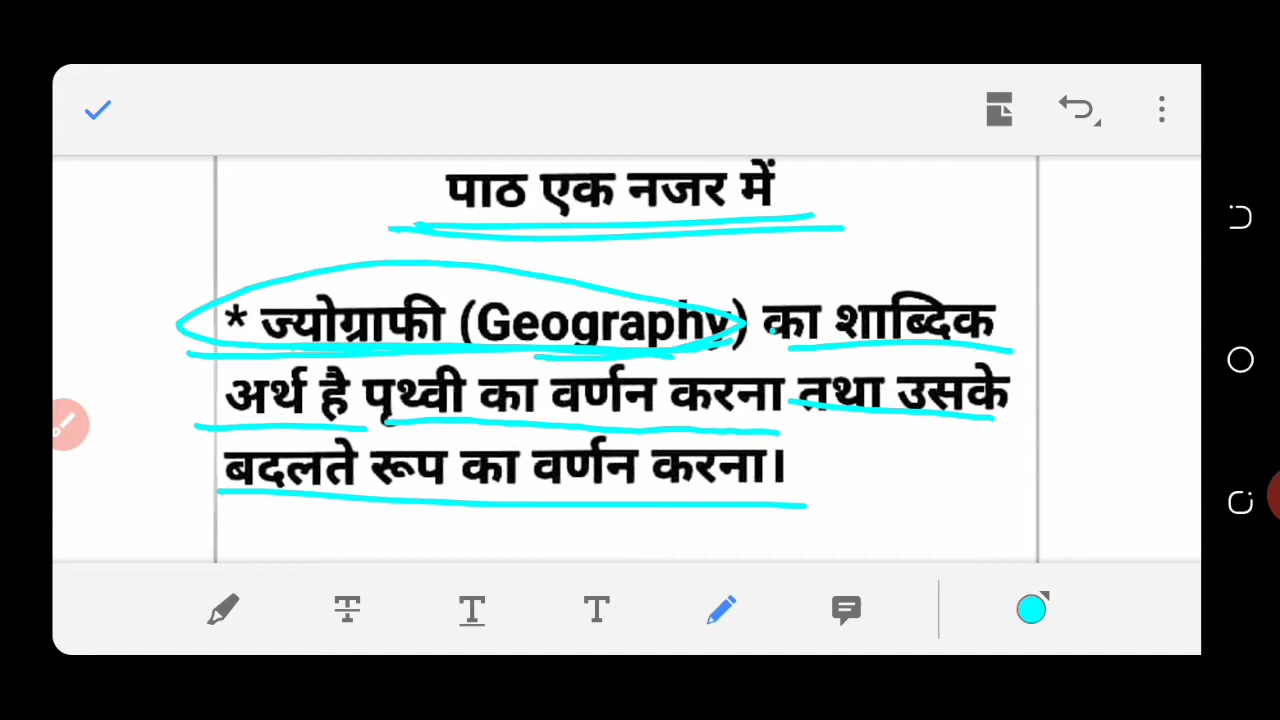 पाठ एक नजर में
* ज्योग्राफी (Geography) का शाब्दिक
अर्थ है पृथ्वी का वर्णन करना तथा उसके
बदलते रूप का वर्णन करना।